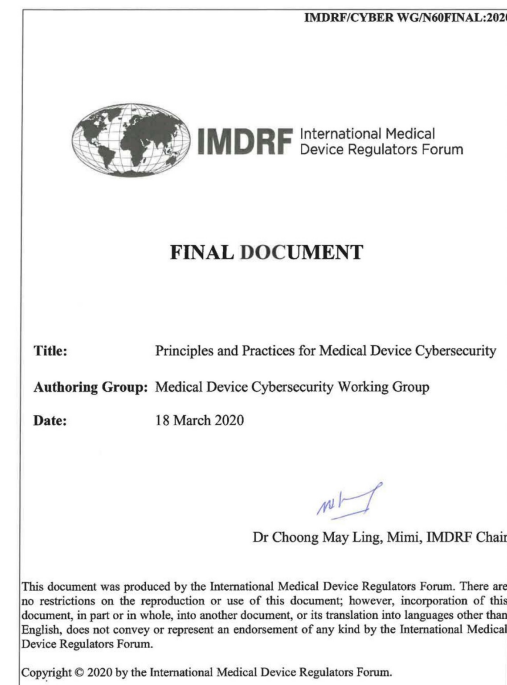 IMDRF/CYBER WG/N60FINAL:2020
IMDRF International Medical
Device Regulators Forum
FINAL DOCUMENT
Title: Principles and Practices for Medical Device Cybersecurity
Authoring Group: Medical Device Cybersecurity Working Group
Date: 18 March 2020
Dr Choong May Ling, Mimi, IMDRF Chair
This document was produced by the International Medical Device Regulators Forum. There are
no restrictions on the reproduction or use of this document; however, incorporation of this
document, in part or in whole, into another document, or its translation into languages other than
English, does not convey or represent an endorsement of any kind by the International Medical
Device Regulators Forum.
Copyright © 2020 by the International Medical Device Regulators Forum.